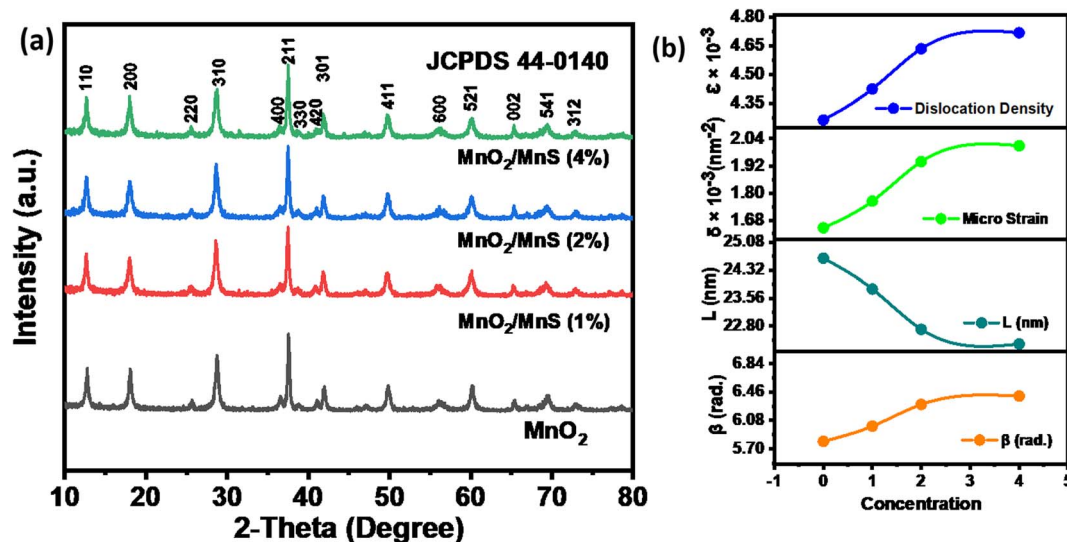 (a)
JCPDS 44-0140
110
200
220
310
400
211
330
420
301
411
600
521
002
541
312
MnO₂/MnS (4%)
MnO₂/MnS (2%)
MnO₂/MnS (1%)
MnO₂
Intensity (a.u.)
10 20 30 40 50 60 70 80
2-Theta (Degree)
(b)
4.80
4.65
4.50
4.35
Ɛ × 10⁻³
Dislocation Density
2.04
1.92
1.80
1.68
δ × 10⁻³(nm⁻²)
Micro Strain
25.08
24.32
23.56
22.80
L (nm)
L (nm)
6.84
6.46
6.08
5.70
β (rad.)
β (rad.)
-1 0 1 2 3 4 5
Concentration